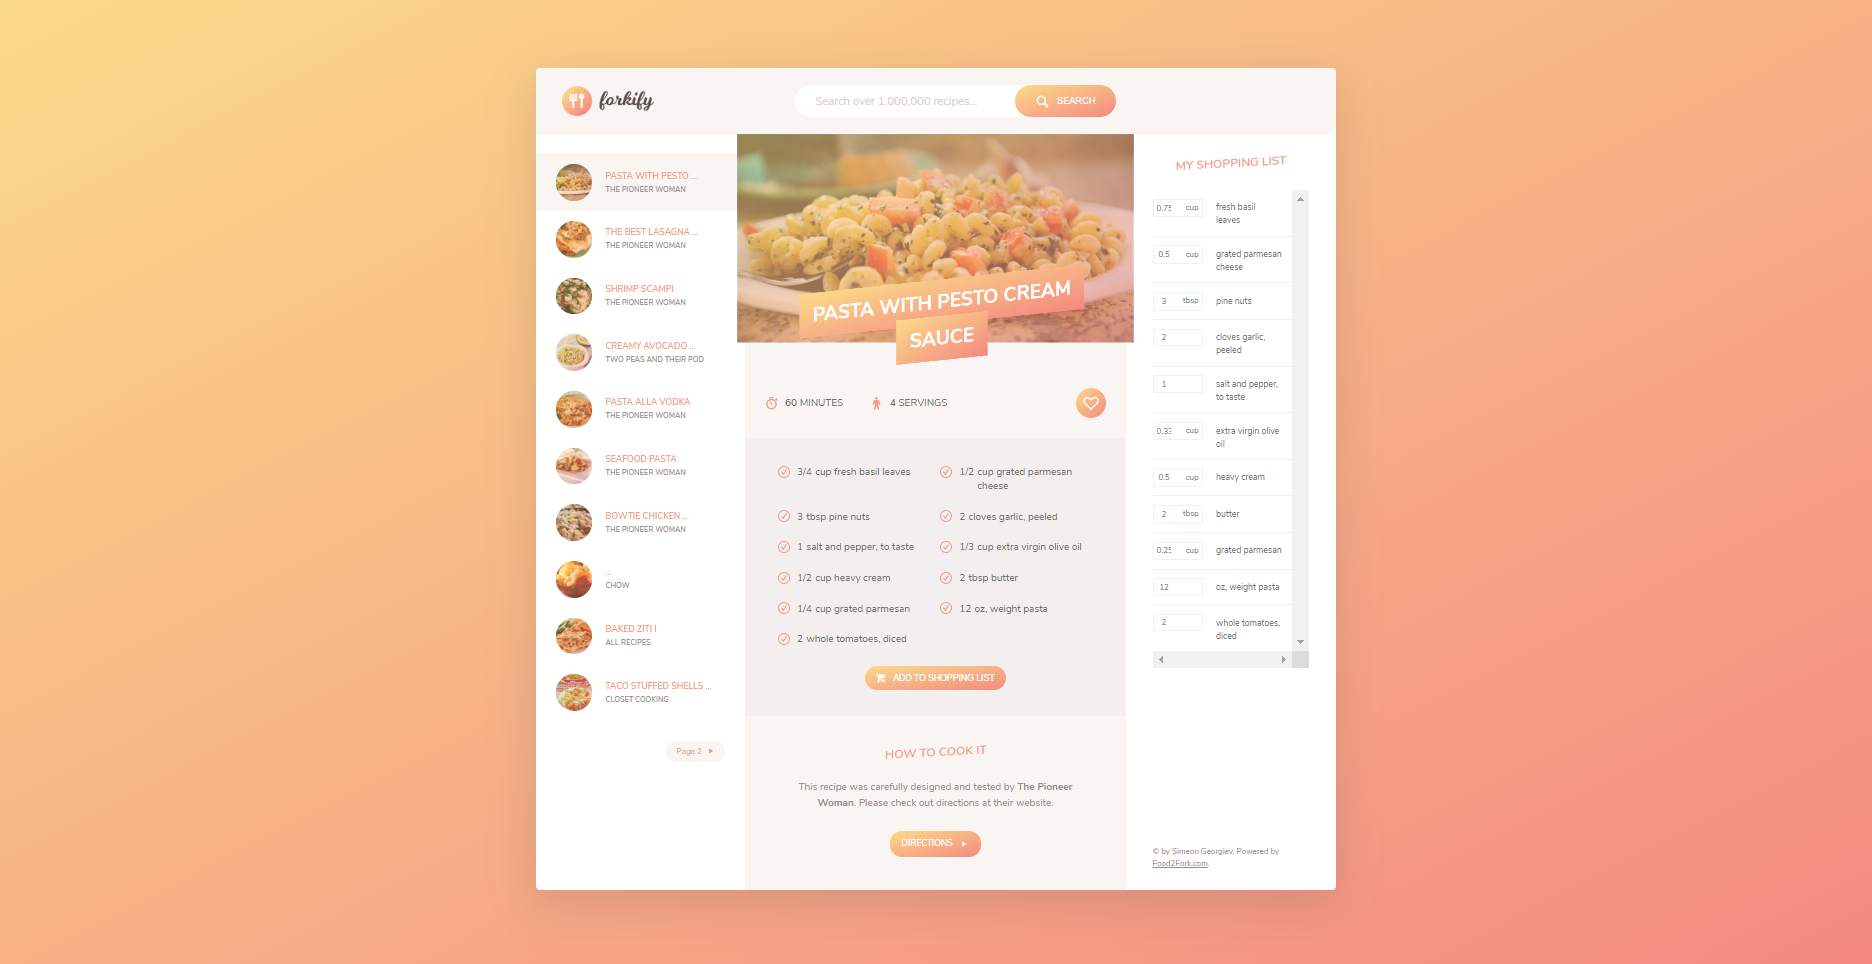 forkify
Search over 1,000,000 recipes...
SEARCH
PASTA WITH PESTO ...
THE PIONEER WOMAN
THE BEST LASAGNA ...
THE PIONEER WOMAN
SHRIMP SCAMPI
THE PIONEER WOMAN
CREAMY AVOCADO ...
TWO PEAS AND THEIR POD
PASTA ALLA VODKA
THE PIONEER WOMAN
SEAFOOD PASTA
THE PIONEER WOMAN
BOWTIE CHICKEN ...
THE PIONEER WOMAN
...
CHOW
BAKED ZITI I
ALL RECIPES
TACO STUFFED SHELLS ...
CLOSET COOKING
Page 2
PASTA WITH PESTO CREAM
SAUCE
60 MINUTES
4 SERVINGS
3/4 cup fresh basil leaves
1/2 cup grated parmesan
cheese
3 tbsp pine nuts
2 cloves garlic, peeled
1 salt and pepper, to taste
1/3 cup extra virgin olive oil
1/2 cup heavy cream
2 tbsp butter
1/4 cup grated parmesan
12 oz, weight pasta
2 whole tomatoes, diced
ADD TO SHOPPING LIST
HOW TO COOK IT
This recipe was carefully designed and tested by The Pioneer
Woman. Please check out directions at their website.
DIRECTIONS
MY SHOPPING LIST
0.75 cup fresh basil
leaves
0.5 cup grated parmesan
cheese
3 tbsp pine nuts
2 cloves garlic,
peeled
1 salt and pepper,
to taste
0.33 cup extra virgin olive
oil
0.5 cup heavy cream
2 tbsp butter
0.25 cup grated parmesan
12 oz, weight pasta
2 whole tomatoes,
diced
© by Simeon Georgiev. Powered by
Food2Fork.com.